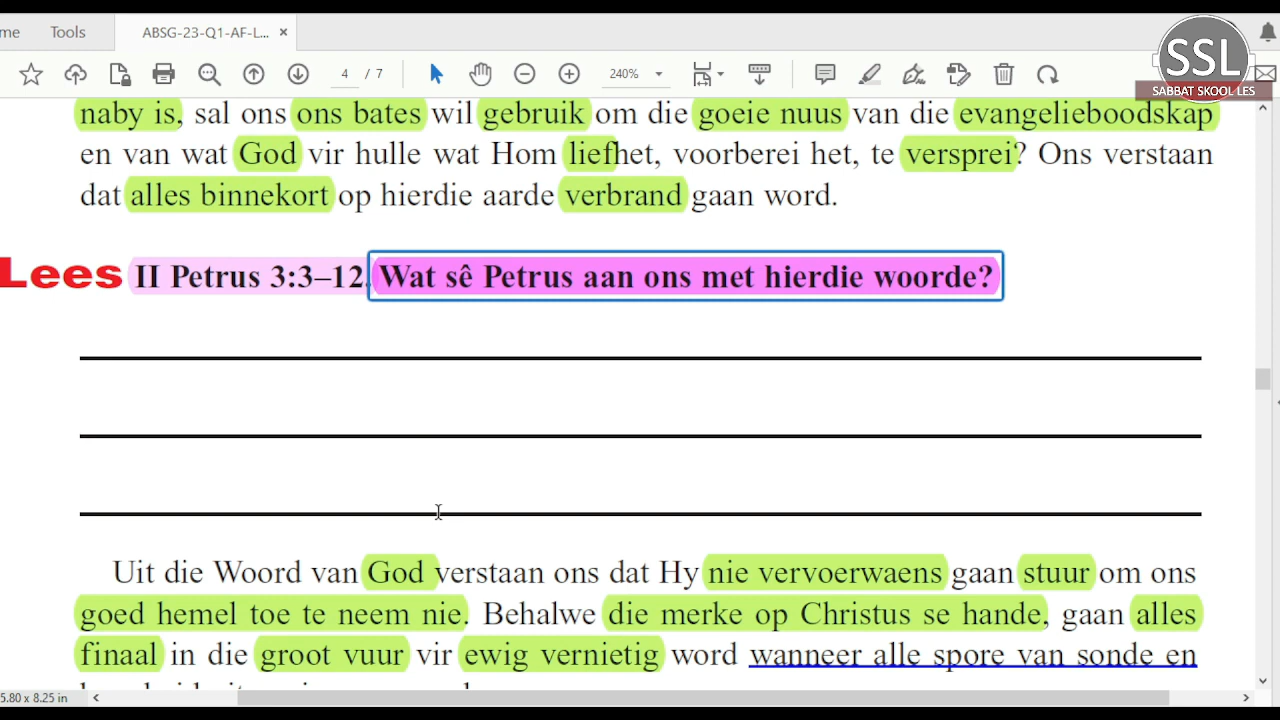 me Tools ABSG-23-Q1-AF-L... ×
SSL
SABBAT SKOOL LES
4 / 7 240%
naby is, sal ons ons bates wil gebruik om die goeie nuus van die evangelieboodskap
en van wat God vir hulle wat Hom liefhet, voorberei het, te versprei? Ons verstaan
dat alles binnekort op hierdie aarde verbrand gaan word.
Lees II Petrus 3:3–12. Wat sê Petrus aan ons met hierdie woorde?
Uit die Woord van God verstaan ons dat Hy nie vervoerwaens gaan stuur om ons
goed hemel toe te neem nie. Behalwe die merke op Christus se hande, gaan alles
finaal in die groot vuur vir ewig vernietig word wanneer alle spore van sonde en
5.80 x 8.25 in